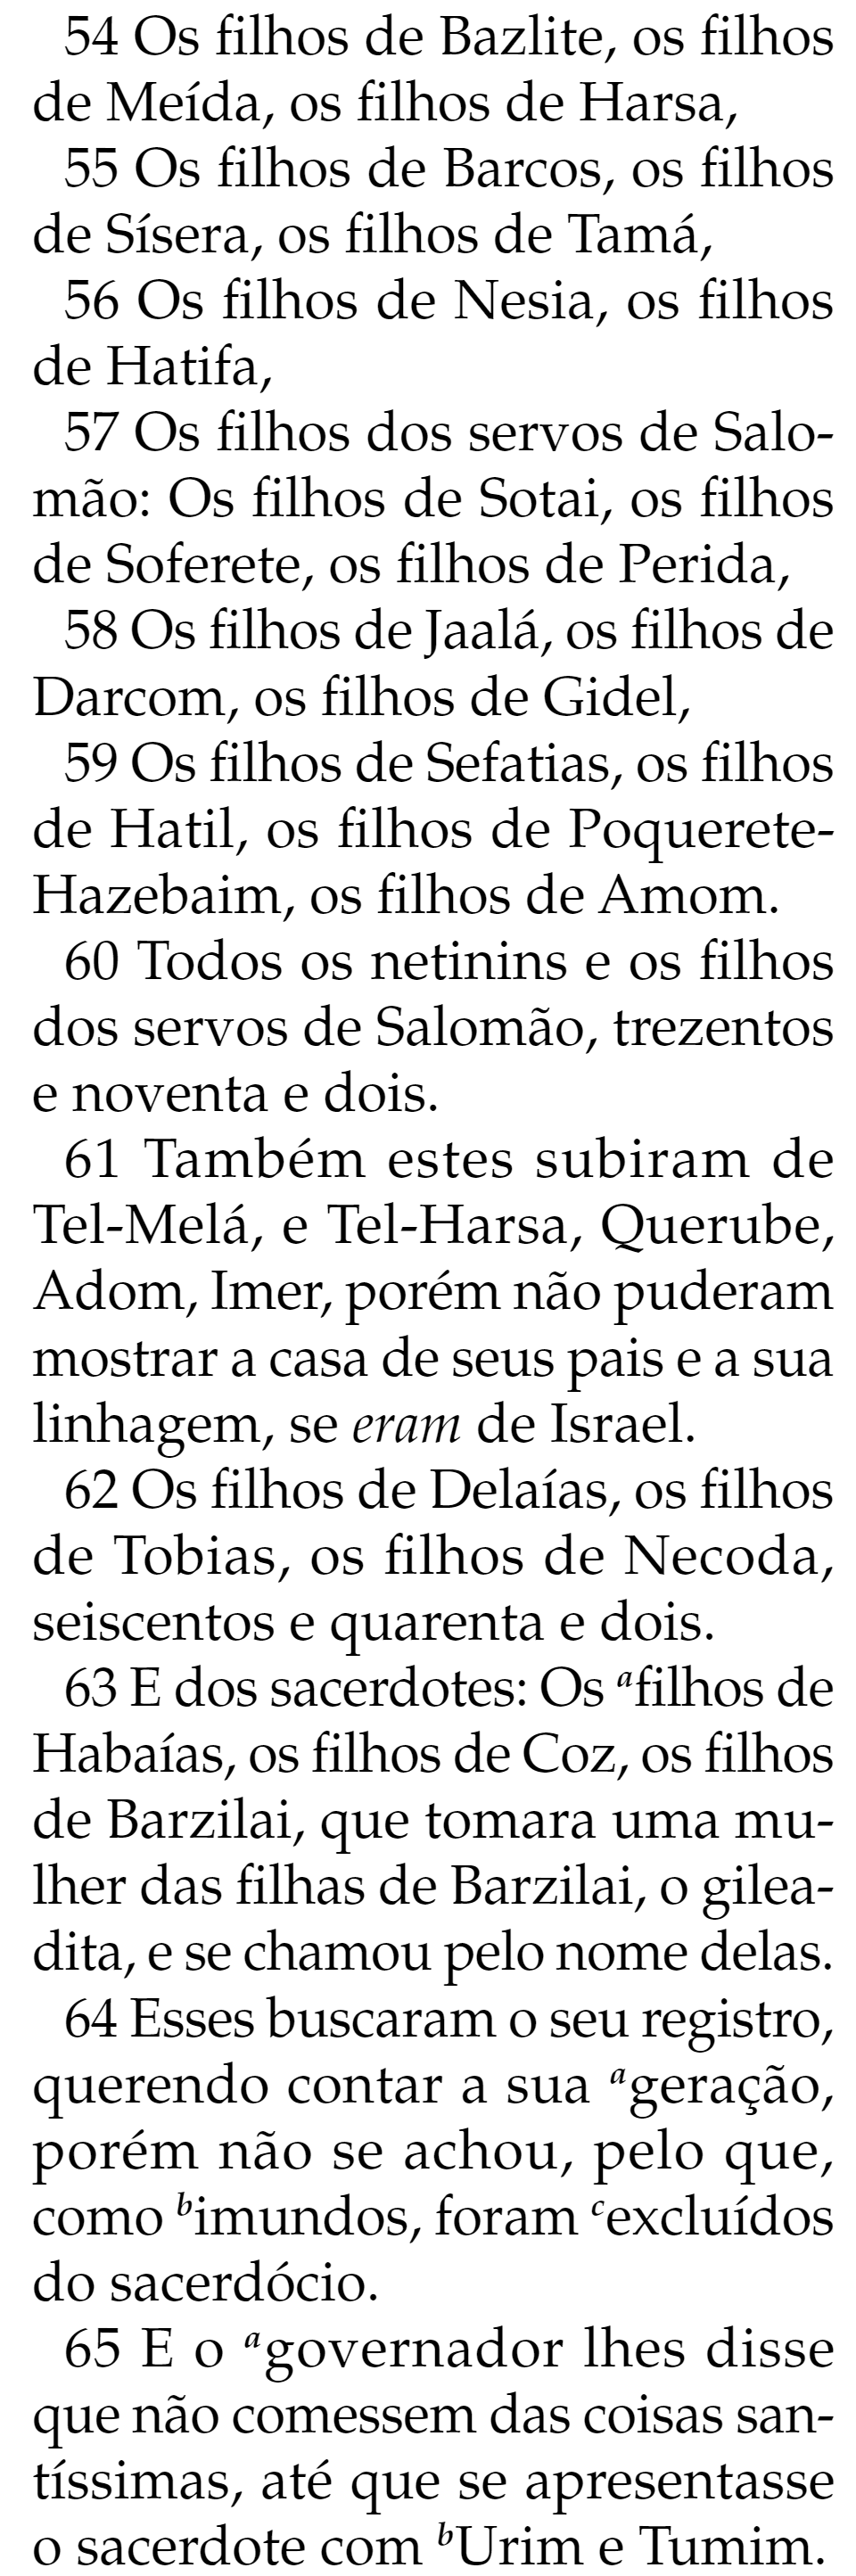 54 Os filhos de Bazlite, os filhos
de Meída, os filhos de Harsa,
55 Os filhos de Barcos, os filhos
de Sísera, os filhos de Tamá,
56 Os filhos de Nesia, os filhos
de Hatifa,
57 Os filhos dos servos de Salo-
mão: Os filhos de Sotai, os filhos
de Soferete, os filhos de Perida,
58 Os filhos de Jaalá, os filhos de
Darcom, os filhos de Gidel,
59 Os filhos de Sefatias, os filhos
de Hatil, os filhos de Poquerete-
Hazebaim, os filhos de Amom.
60 Todos os netinins e os filhos
dos servos de Salomão, trezentos
e noventa e dois.
61 Também estes subiram de
Tel-Melá, e Tel-Harsa, Querube,
Adom, Imer, porém não puderam
mostrar a casa de seus pais e a sua
linhagem, se eram de Israel.
62 Os filhos de Delaías, os filhos
de Tobias, os filhos de Necoda,
seiscentos e quarenta e dois.
63 E dos sacerdotes: Os afilhos de
Habaías, os filhos de Coz, os filhos
de Barzilai, que tomara uma mu-
lher das filhas de Barzilai, o gilea-
dita, e se chamou pelo nome delas.
64 Esses buscaram o seu registro,
querendo contar a sua ageração,
porém não se achou, pelo que,
como bimundos, foram cexcluídos
do sacerdócio.
65 E o agovernador lhes disse
que não comessem das coisas san-
tíssimas, até que se apresentasse
o sacerdote com bUrim e Tumim.